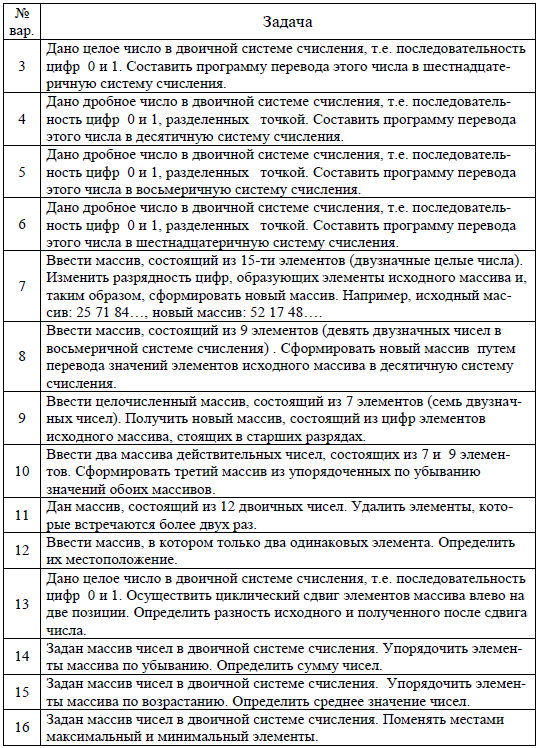 №
вар.
Задача
3
Дано целое число в двоичной системе счисления, т.е. последовательность
цифр 0 и 1. Составить программу перевода этого числа в шестнадцате-
ричную систему счисления.
4
Дано дробное число в двоичной системе счисления, т.е. последователь-
ность цифр 0 и 1, разделенных точкой. Составить программу перевода
этого числа в десятичную систему счисления.
5
Дано дробное число в двоичной системе счисления, т.е. последователь-
ность цифр 0 и 1, разделенных точкой. Составить программу перевода
этого числа в восьмеричную систему счисления.
6
Дано дробное число в двоичной системе счисления, т.е. последователь-
ность цифр 0 и 1, разделенных точкой. Составить программу перевода
этого числа в шестнадцатеричную систему счисления.
7
Ввести массив, состоящий из 15-ти элементов (двузначные целые числа).
Изменить разрядность цифр, образующих элементы исходного массива и,
таким образом, сформировать новый массив. Например, исходный мас-
сив: 25 71 84…, новый массив: 52 17 48….
8
Ввести массив, состоящий из 9 элементов (девять двузначных чисел в
восьмеричной системе счисления) . Сформировать новый массив путем
перевода значений элементов исходного массива в десятичную систему
счисления.
9
Ввести целочисленный массив, состоящий из 7 элементов (семь двузнач-
ных чисел). Получить новый массив, состоящий из цифр элементов
исходного массива, стоящих в старших разрядах.
10
Ввести два массива действительных чисел, состоящих из 7 и 9 элемен-
тов. Сформировать третий массив из упорядоченных по убыванию
значений обоих массивов.
11
Дан массив, состоящий из 12 двоичных чисел. Удалить элементы, кото-
рые встречаются более двух раз.
12
Ввести массив, в котором только два одинаковых элемента. Определить
их местоположение.
13
Дано целое число в двоичной системе счисления, т.е. последовательность
цифр 0 и 1. Осуществить циклический сдвиг элементов массива влево на
две позиции. Определить разность исходного и полученного после сдвига
числа.
14
Задан массив чисел в двоичной системе счисления. Упорядочить элемен-
ты массива по убыванию. Определить сумму чисел.
15
Задан массив чисел в двоичной системе счисления. Упорядочить элемен-
ты массива по возрастанию. Определить среднее значение чисел.
16
Задан массив чисел в двоичной системе счисления. Поменять местами
максимальный и минимальный элементы.